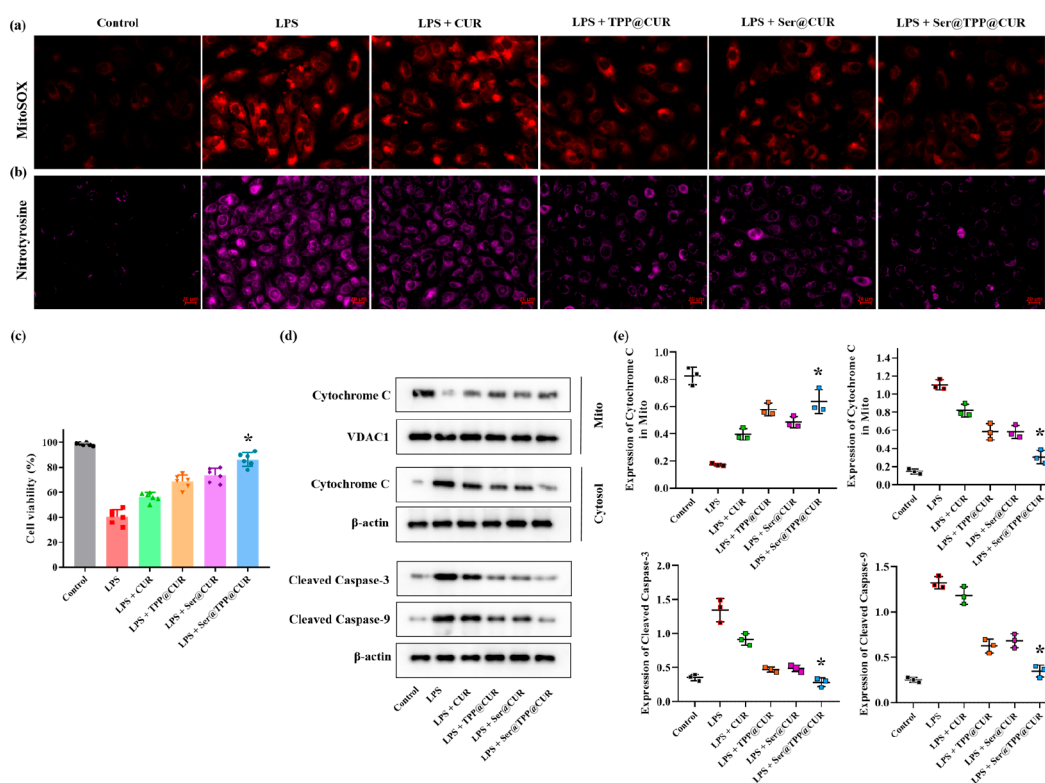 (a)
Control
LPS
LPS + CUR
LPS + TPP@CUR
LPS + Ser@CUR
LPS + Ser@TPP@CUR
MitoSOX
(b)
Nitrotyrosine
(c)
Cell viability (%)
100
80
60
40
20
0
*
Control
LPS
LPS + CUR
LPS + TPP@CUR
LPS + Ser@CUR
LPS + Ser@TPP@CUR
(d)
Cytochrome C
VDAC1
Mito
Cytochrome C
β-actin
Cytosol
Cleaved Caspase-3
Cleaved Caspase-9
β-actin
Control
LPS
LPS + CUR
LPS + TPP@CUR
LPS + Ser@CUR
LPS + Ser@TPP@CUR
(e)
Expression of Cytochrome C
in Mito
1.0
0.8
0.6
0.4
0.2
0.0
*
Control
LPS
LPS + CUR
LPS + TPP@CUR
LPS + Ser@CUR
LPS + Ser@TPP@CUR
Expression of Cytochrome C
in Mito
1.4
1.2
1.0
0.8
0.6
0.4
0.2
0.0
*
Control
LPS
LPS + CUR
LPS + TPP@CUR
LPS + Ser@CUR
LPS + Ser@TPP@CUR
Expression of Cleaved Caspase-3
2.0
1.5
1.0
0.5
0.0
*
Control
LPS
LPS + CUR
LPS + TPP@CUR
LPS + Ser@CUR
LPS + Ser@TPP@CUR
Expression of Cleaved Caspase-9
1.5
1.0
0.5
0.0
*
Control
LPS
LPS + CUR
LPS + TPP@CUR
LPS + Ser@CUR
LPS + Ser@TPP@CUR